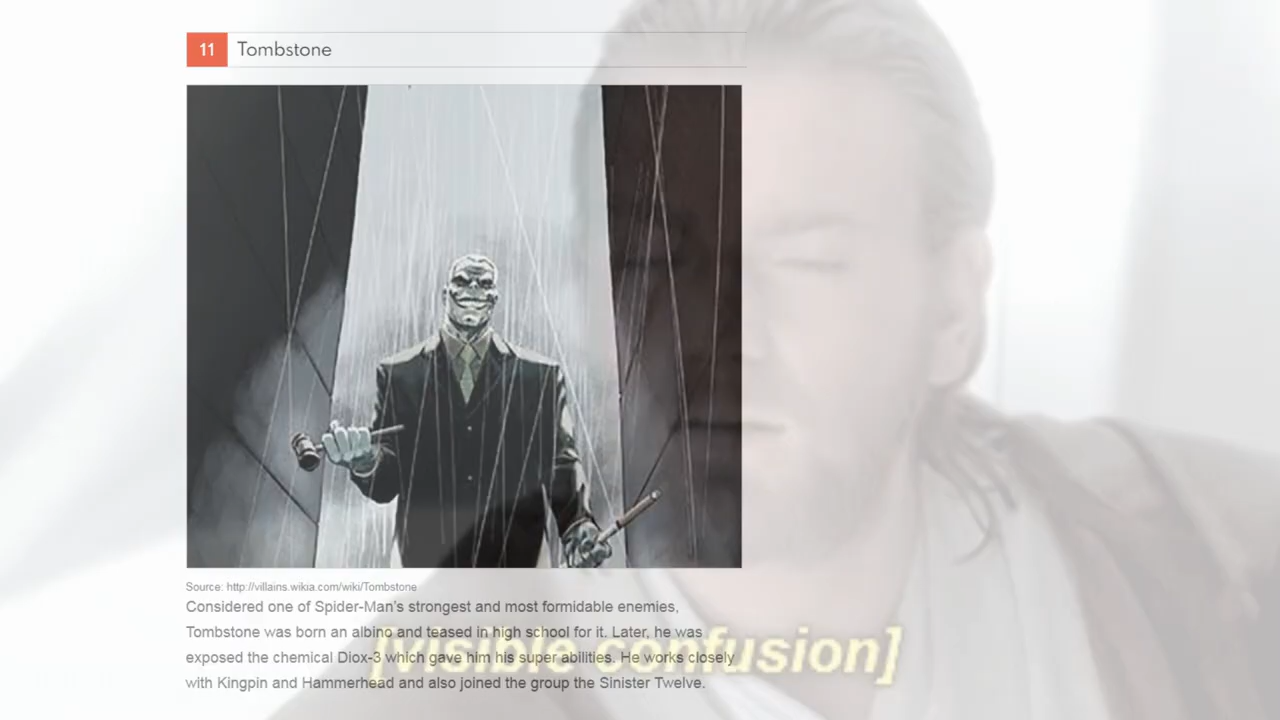 11 Tombstone
Source: http://villains.wikia.com/wiki/Tombstone
Considered one of Spider-Man's strongest and most formidable enemies,
Tombstone was born an albino and teased in high school for it. Later, he was
exposed the chemical Diox-3 which gave him his super abilities. He works closely
with Kingpin and Hammerhead and also joined the group the Sinister Twelve.
[visible confusion]